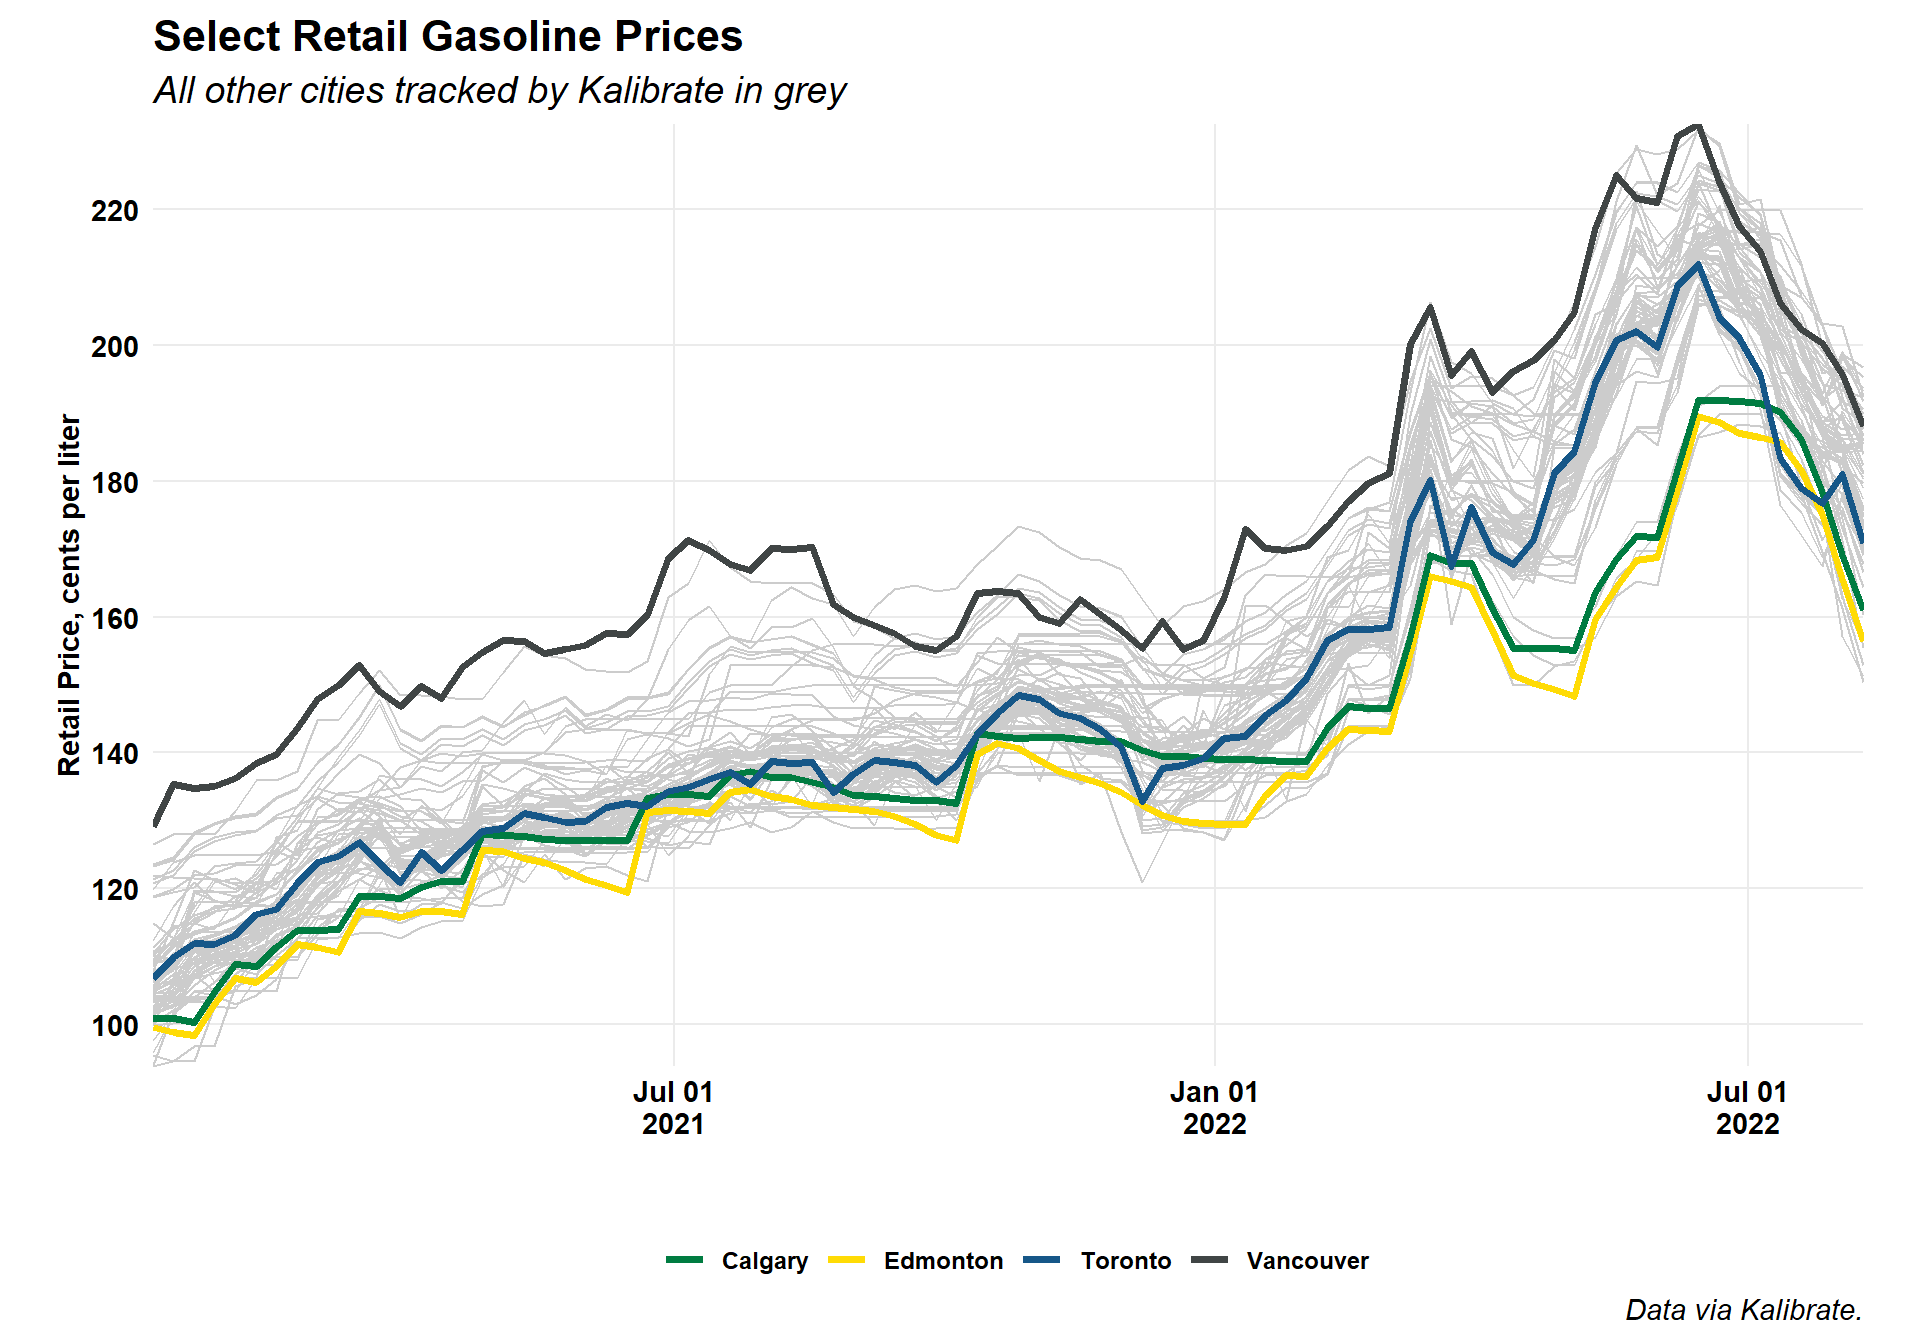 Select Retail Gasoline Prices
All other cities tracked by Kalibrate in grey
Retail Price, cents per liter
220
200
180
160
140
120
100
Jul 01
2021
Jan 01
2022
Jul 01
2022
Calgary
Edmonton
Toronto
Vancouver
Data via Kalibrate.